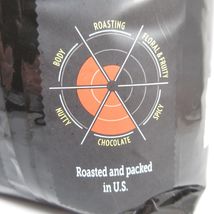 ROASTING
BODY
FLORAL & FRUITY
NUTTY
SPICY
CHOCOLATE
Roasted and packed
in U.S.